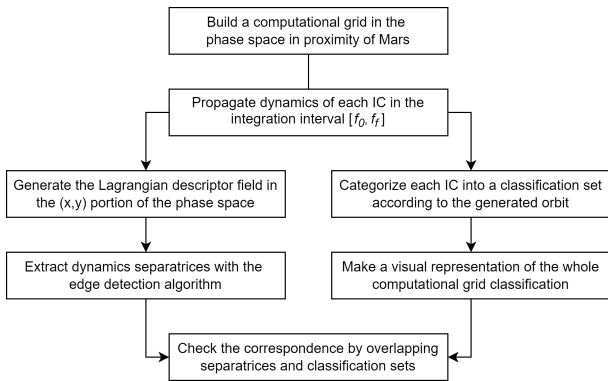 Build a computational grid in the
phase space in proximity of Mars
Propagate dynamics of each IC in the
integration interval [f₀, f_f]
Generate the Lagrangian descriptor field in
the (x,y) portion of the phase space
Categorize each IC into a classification set
according to the generated orbit
Extract dynamics separatrices with the
edge detection algorithm
Make a visual representation of the whole
computational grid classification
Check the correspondence by overlapping
separatrices and classification sets